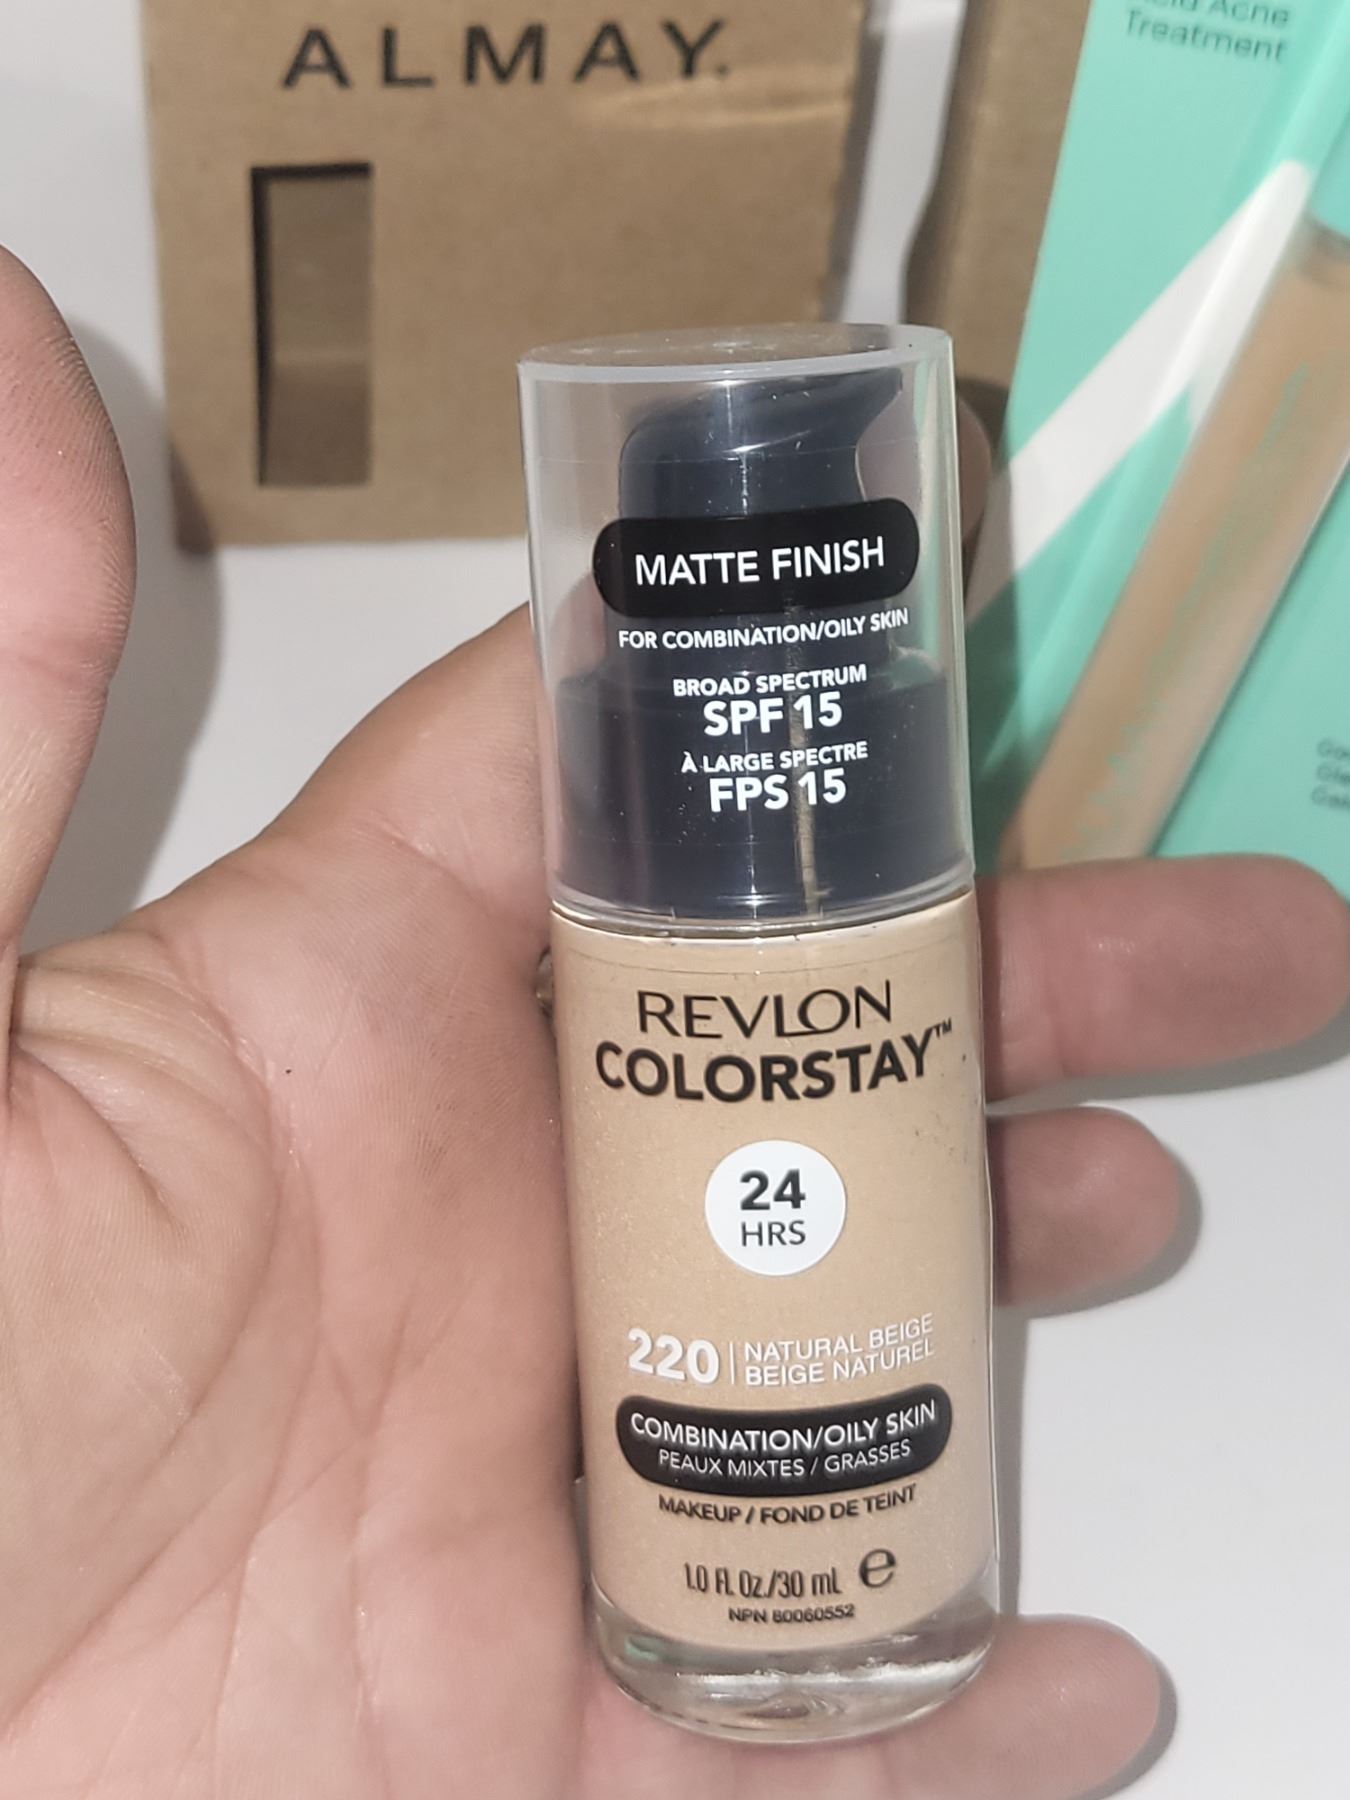 ALMAY.
Acne
Treatment
MATTE FINISH
FOR COMBINATION/OILY SKIN
BROAD SPECTRUM
SPF 15
À LARGE SPECTRE
FPS 15
REVLON
COLORSTAY™
24
HRS
220 | NATURAL BEIGE
BEIGE NATUREL
COMBINATION/OILY SKIN
PEAUX MIXTES / GRASSES
MAKEUP / FOND DE TEINT
1.0 FL. Oz./30 mL e
NPN 80060552